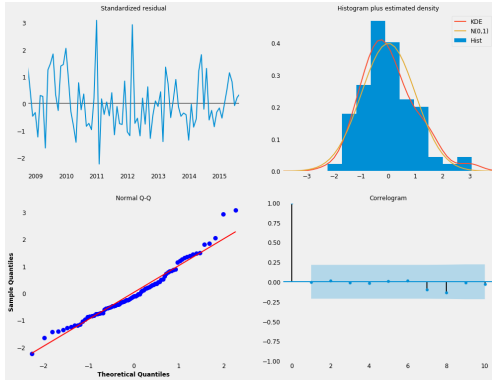 Standardized residual
3
2
1
0
−1
−2
2009 2010 2011 2012 2013 2014 2015
Histogram plus estimated density
KDE
N(0,1)
Hist
0.4
0.3
0.2
0.1
0.0
−3 −2 −1 0 1 2 3
Normal Q-Q
Sample Quantiles
3
2
1
0
−1
−2
−2 −1 0 1 2
Theoretical Quantiles
Correlogram
1.00
0.75
0.50
0.25
0.00
−0.25
−0.50
−0.75
−1.00
0 2 4 6 8 10